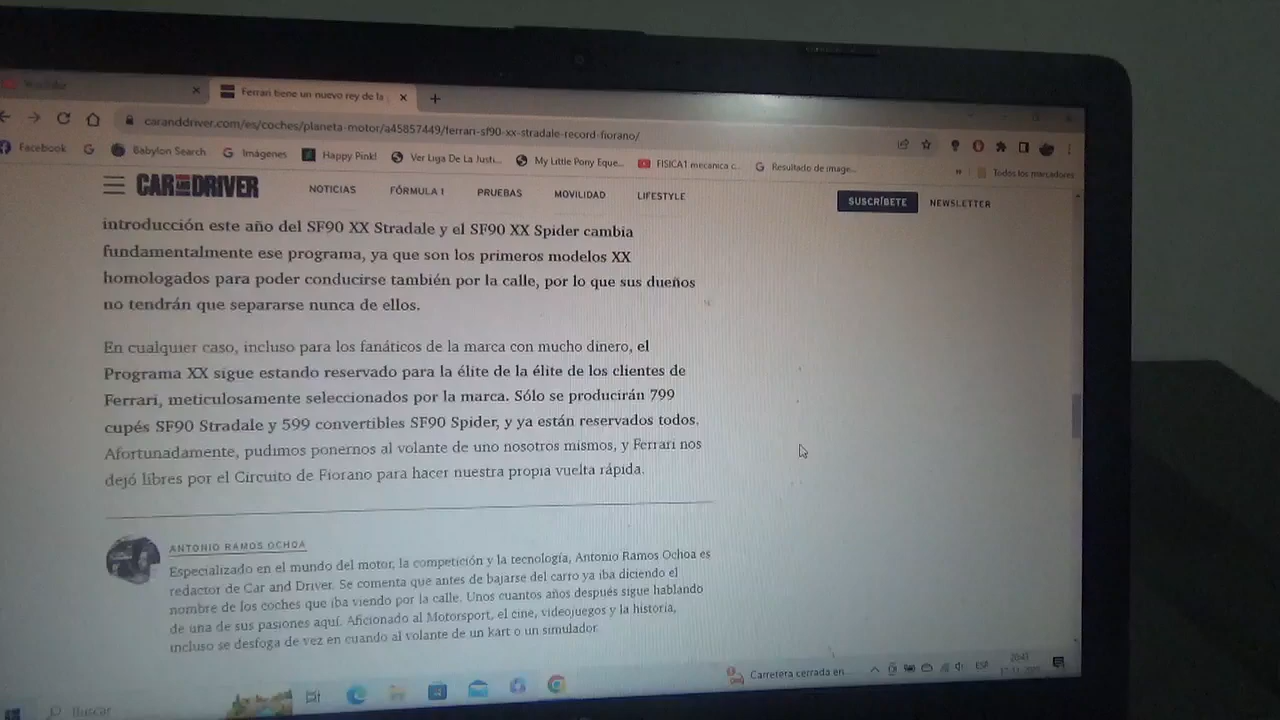 YouTube
Ferrari tiene un nuevo rey de la
caranddriver.com/es/coches/planeta-motor/a45857449/ferrari-sf90-xx-stradale-record-fiorano/
Facebook Babylon Search Imágenes Happy Pink! Ver Liga De La Justi... My Little Pony Eque... FISICA1 mecanica c... Resultado de image... » Todos los marcadores
CAR AND DRIVER NOTICIAS FÓRMULA 1 PRUEBAS MOVILIDAD LIFESTYLE SUSCRÍBETE NEWSLETTER
introducción este año del SF90 XX Stradale y el SF90 XX Spider cambia
fundamentalmente ese programa, ya que son los primeros modelos XX
homologados para poder conducirse también por la calle, por lo que sus dueños
no tendrán que separarse nunca de ellos.
En cualquier caso, incluso para los fanáticos de la marca con mucho dinero, el
Programa XX sigue estando reservado para la élite de la élite de los clientes de
Ferrari, meticulosamente seleccionados por la marca. Sólo se producirán 799
cupés SF90 Stradale y 599 convertibles SF90 Spider, y ya están reservados todos.
Afortunadamente, pudimos ponernos al volante de uno nosotros mismos, y Ferrari nos
dejó libres por el Circuito de Fiorano para hacer nuestra propia vuelta rápida.
ANTONIO RAMOS OCHOA
Especializado en el mundo del motor, la competición y la tecnología, Antonio Ramos Ochoa es
redactor de Car and Driver. Se comenta que antes de bajarse del carro ya iba diciendo el
nombre de los coches que iba viendo por la calle. Unos cuantos años después sigue hablando
de una de sus pasiones aquí. Aficionado al Motorsport, el cine, videojuegos y la historia,
incluso se desfoga de vez en cuando al volante de un kart o un simulador.
Buscar
Carretera cerrada en...
ESP
20:43